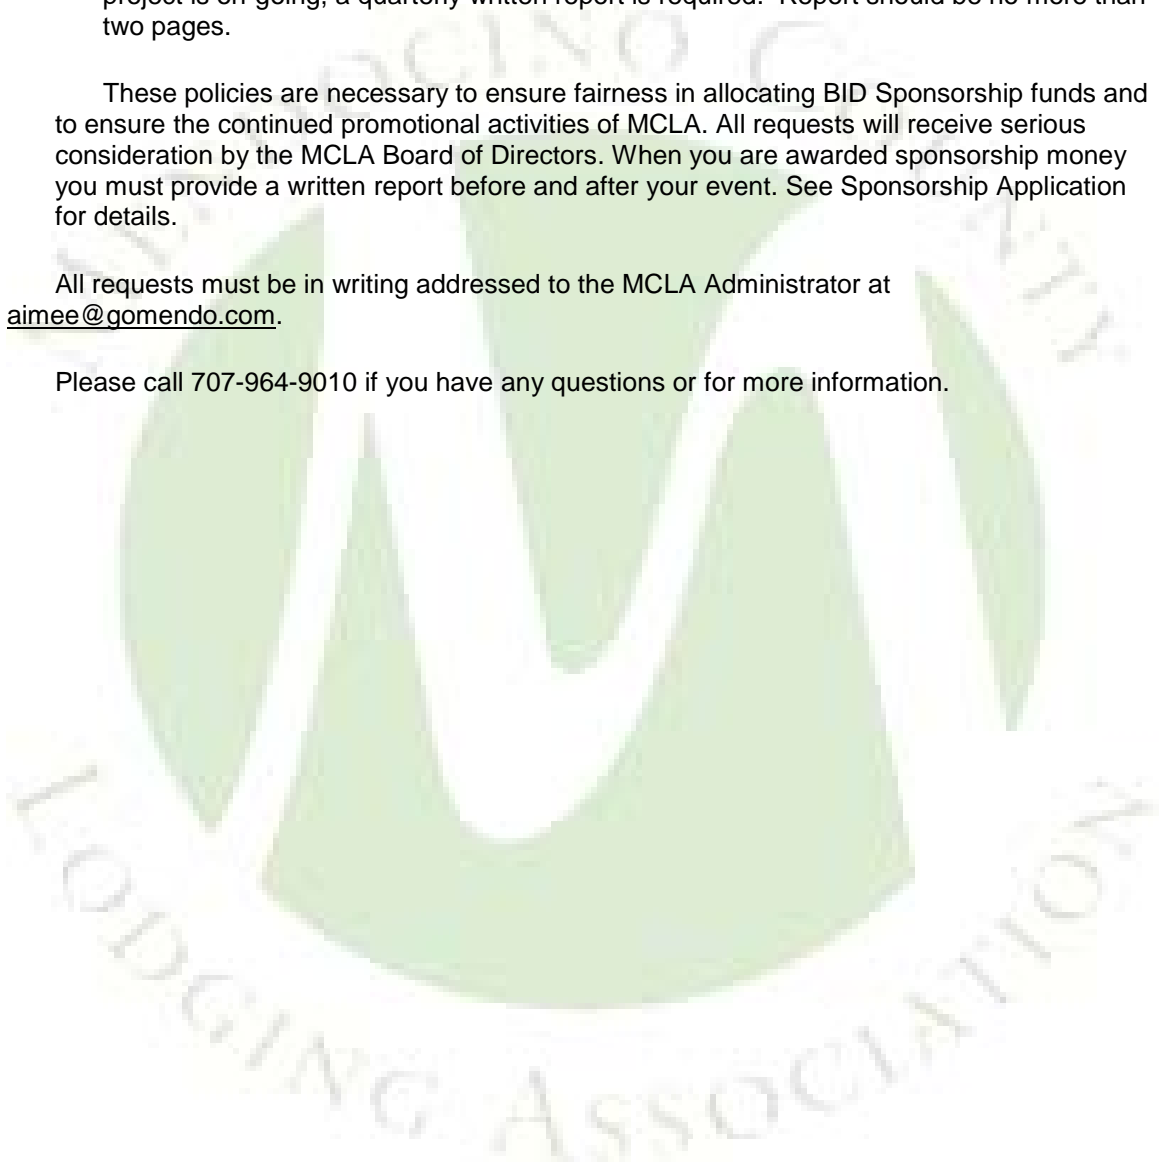 project is on-going, a quarterly written report is required.  Report should be no more than
two pages.
These policies are necessary to ensure fairness in allocating BID Sponsorship funds and
to ensure the continued promotional activities of MCLA. All requests will receive serious
consideration by the MCLA Board of Directors. When you are awarded sponsorship money
you must provide a written report before and after your event. See Sponsorship Application
for details.
All requests must be in writing addressed to the MCLA Administrator at
aimee@gomendo.com.
Please call 707-964-9010 if you have any questions or for more information.
MENDOCINO COUNTY
LODGING ASSOCIATION